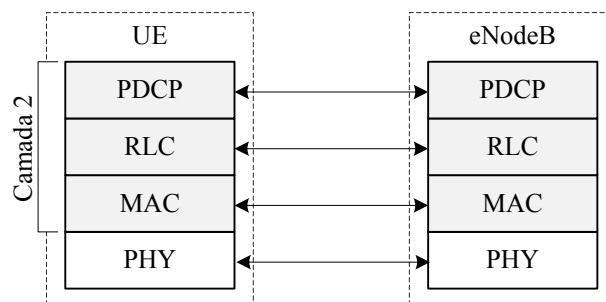 UE
eNodeB
Camada 2
PDCP
PDCP
RLC
RLC
MAC
MAC
PHY
PHY